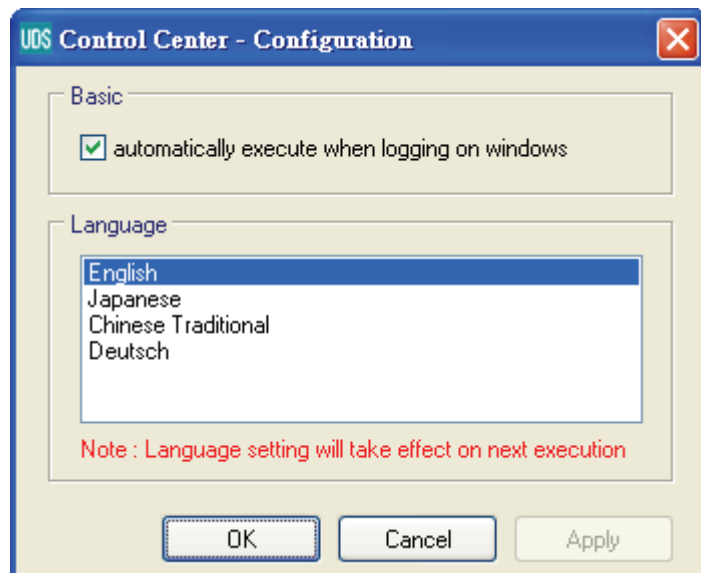 UDS Control Center - Configuration
Basic
automatically execute when logging on windows
Language
English
Japanese
Chinese Traditional
Deutsch
Note : Language setting will take effect on next execution
OK Cancel Apply